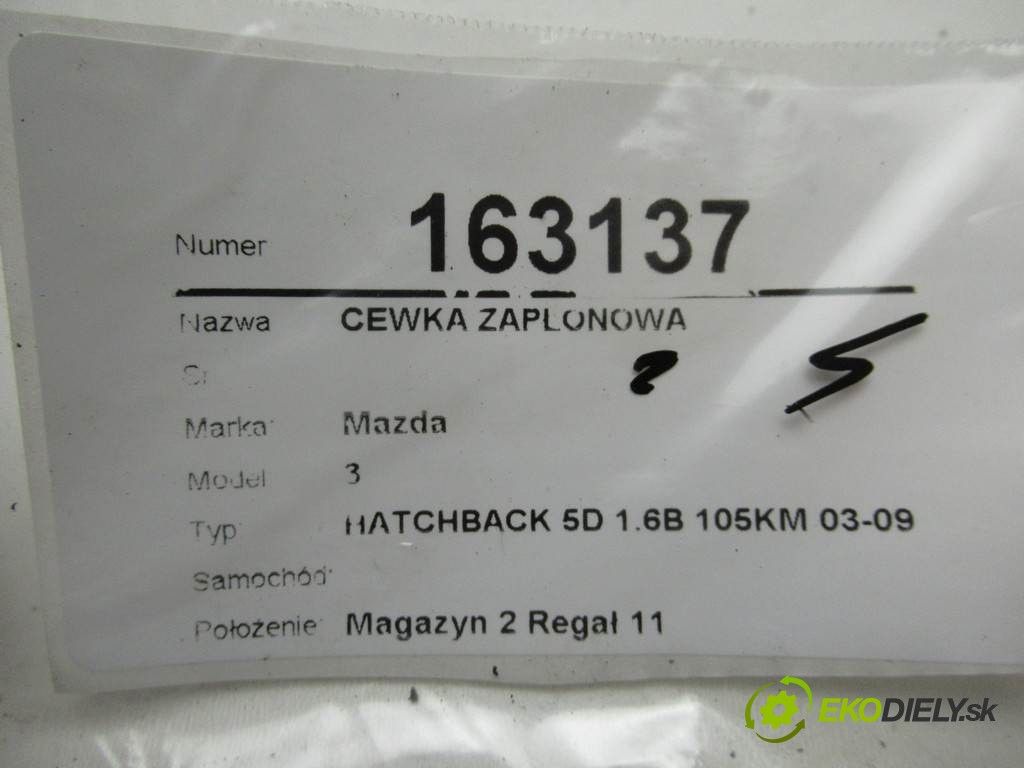 Numer 163137
Nazwa CEWKA ZAPLONOWA
2 5
Marka Mazda
Model 3
Typ HATCHBACK 5D 1.6B 105KM 03-09
Samochód
Położenie Magazyn 2 Regał 11
EKODIELY.sk